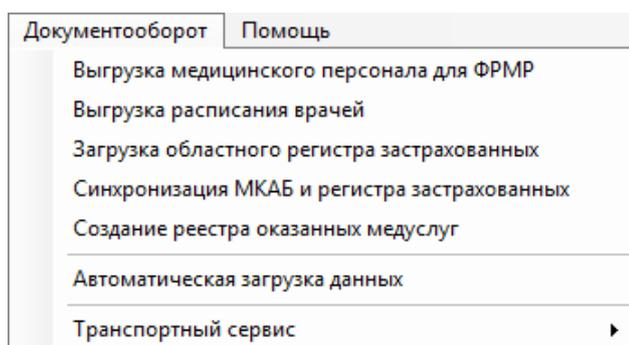 Документооборот Помощь
Выгрузка медицинского персонала для ФРМР
Выгрузка расписания врачей
Загрузка областного регистра застрахованных
Синхронизация МКАБ и регистра застрахованных
Создание реестра оказанных медуслуг
Автоматическая загрузка данных
Транспортный сервис